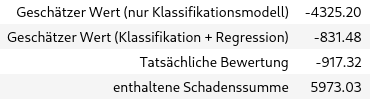 Geschätzer Wert (nur Klassifikationsmodell) -4325.20
Geschätzer Wert (Klassifikation + Regression) -831.48
Tatsächliche Bewertung -917.32
enthaltene Schadenssumme 5973.03